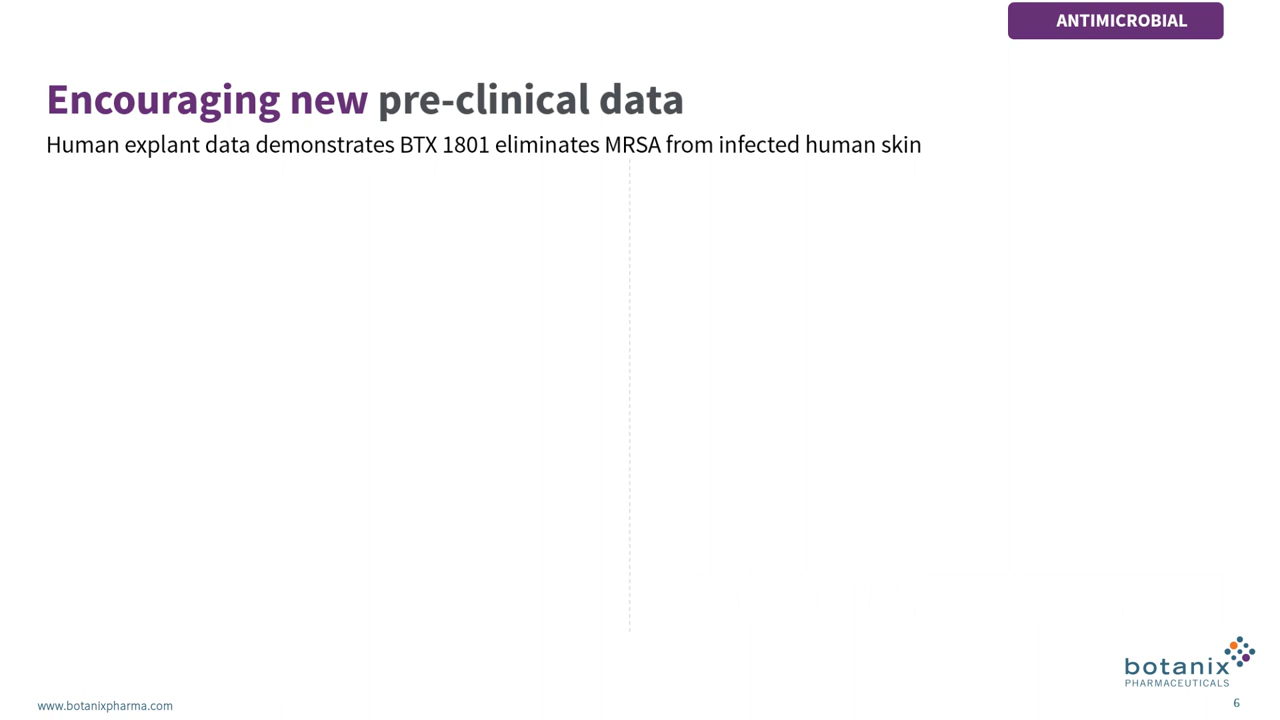 ANTIMICROBIAL
Encouraging new pre-clinical data
Human explant data demonstrates BTX 1801 eliminates MRSA from infected human skin
botanix
PHARMACEUTICALS
www.botanixpharma.com
6